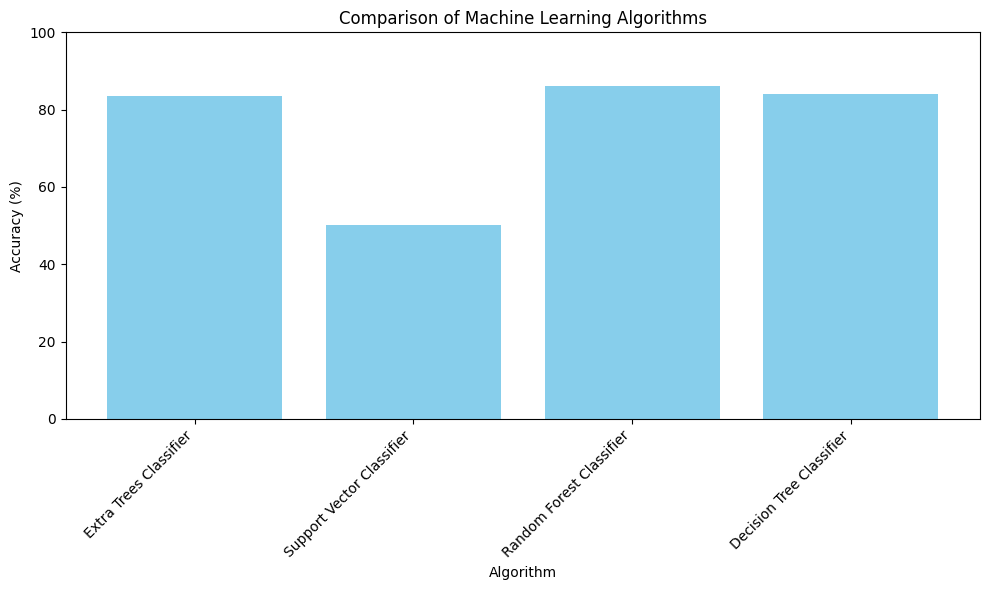 Comparison of Machine Learning Algorithms
100
80
60
40
20
0
Accuracy (%)
Extra Trees Classifier
Support Vector Classifier
Random Forest Classifier
Decision Tree Classifier
Algorithm